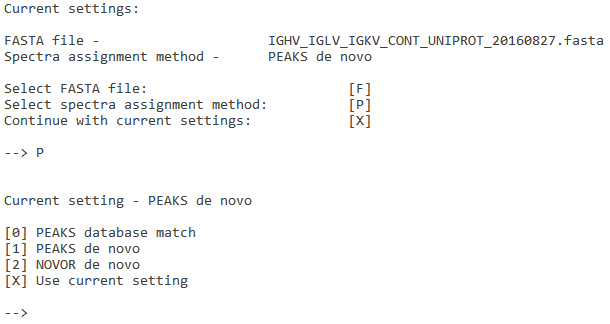 Current settings:
FASTA file - IGHV_IGLV_IGKV_CONT_UNIPROT_20160827.fasta
Spectra assignment method - PEAKS de novo
Select FASTA file: [F]
Select spectra assignment method: [P]
Continue with current settings: [X]
--> P
Current setting - PEAKS de novo
[0] PEAKS database match
[1] PEAKS de novo
[2] NOVOR de novo
[X] Use current setting
-->